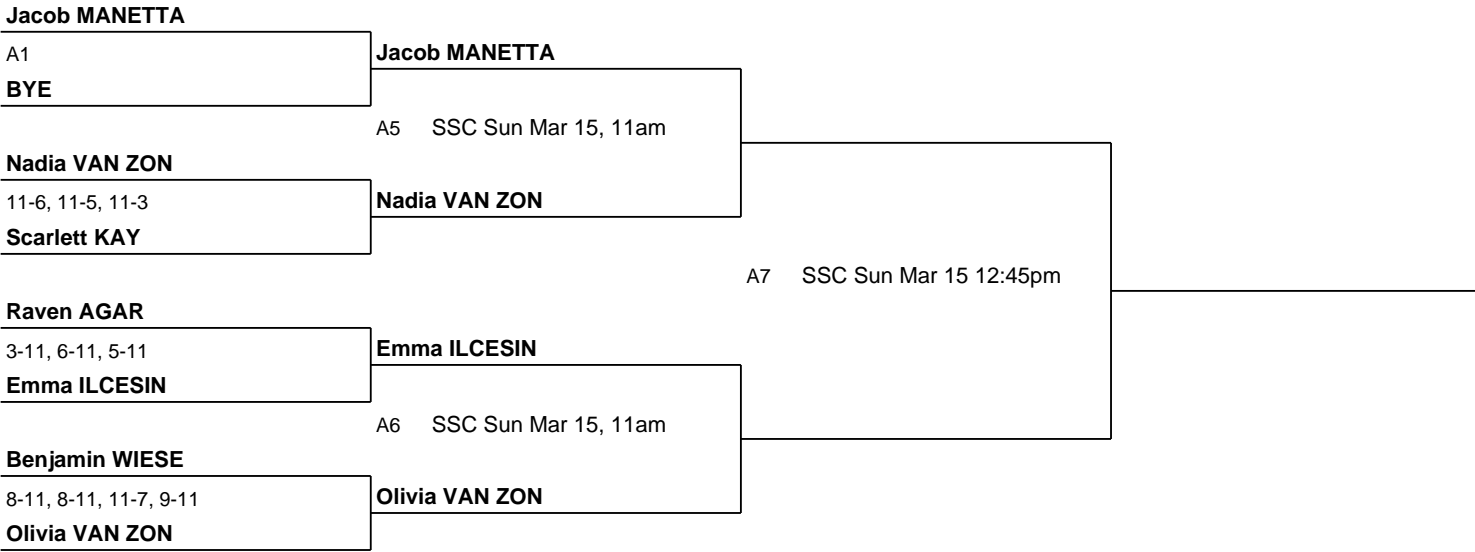 Jacob MANETTA
A1
Jacob MANETTA
BYE
A5 SSC Sun Mar 15, 11am
Nadia VAN ZON
11-6, 11-5, 11-3
Nadia VAN ZON
Scarlett KAY
A7 SSC Sun Mar 15 12:45pm
Raven AGAR
3-11, 6-11, 5-11
Emma ILCESIN
Emma ILCESIN
A6 SSC Sun Mar 15, 11am
Benjamin WIESE
8-11, 8-11, 11-7, 9-11
Olivia VAN ZON
Olivia VAN ZON